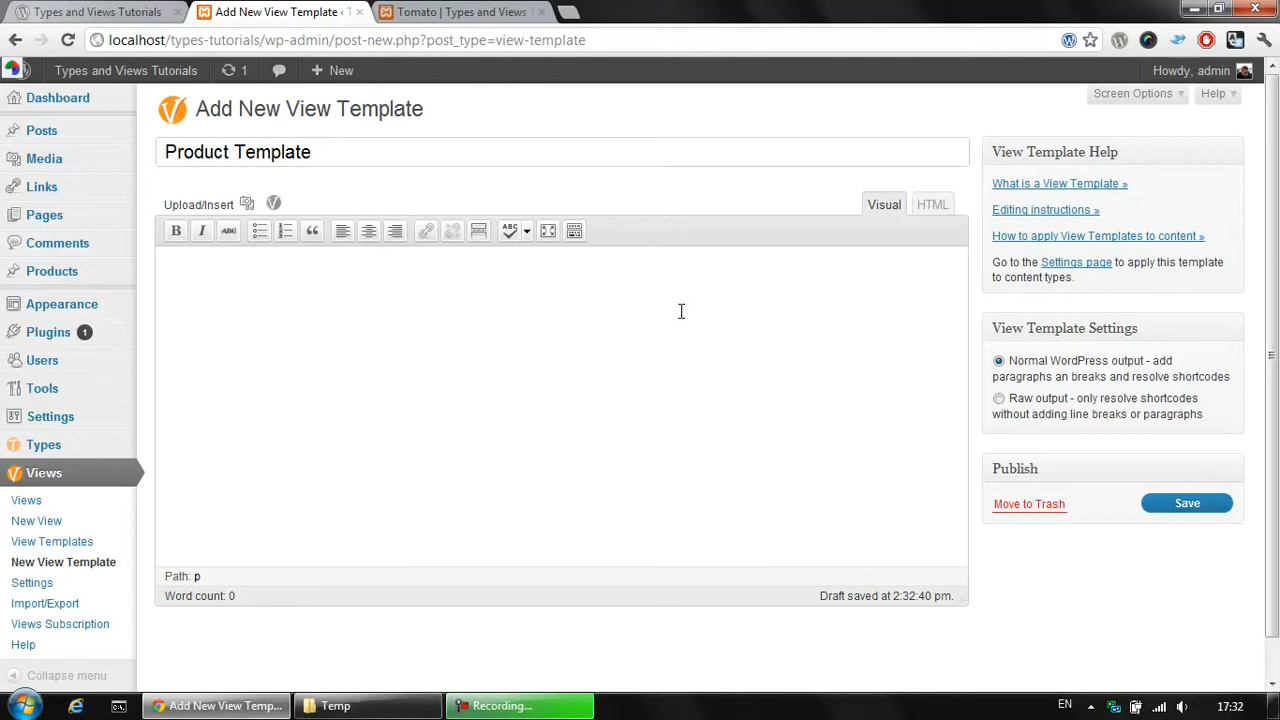 Types and Views Tutorials
Add New View Template ‹
Tomato | Types and Views
localhost/types-tutorials/wp-admin/post-new.php?post_type=view-template
Types and Views Tutorials
1
New
Howdy, admin
Dashboard
Posts
Media
Links
Pages
Comments
Products
Appearance
Plugins 1
Users
Tools
Settings
Types
Views
Views
New View
View Templates
New View Template
Settings
Import/Export
Views Subscription
Help
Collapse menu
Screen Options
Help
Add New View Template
Product Template
Upload/Insert
Visual
HTML
B I ABC
ABC
Path: p
Word count: 0
Draft saved at 2:32:40 pm.
View Template Help
What is a View Template »
Editing instructions »
How to apply View Templates to content »
Go to the Settings page to apply this template
to content types.
View Template Settings
Normal WordPress output - add
paragraphs an breaks and resolve shortcodes
Raw output - only resolve shortcodes
without adding line breaks or paragraphs
Publish
Move to Trash
Save
Add New View Temp...
Temp
Recording...
EN
17:32